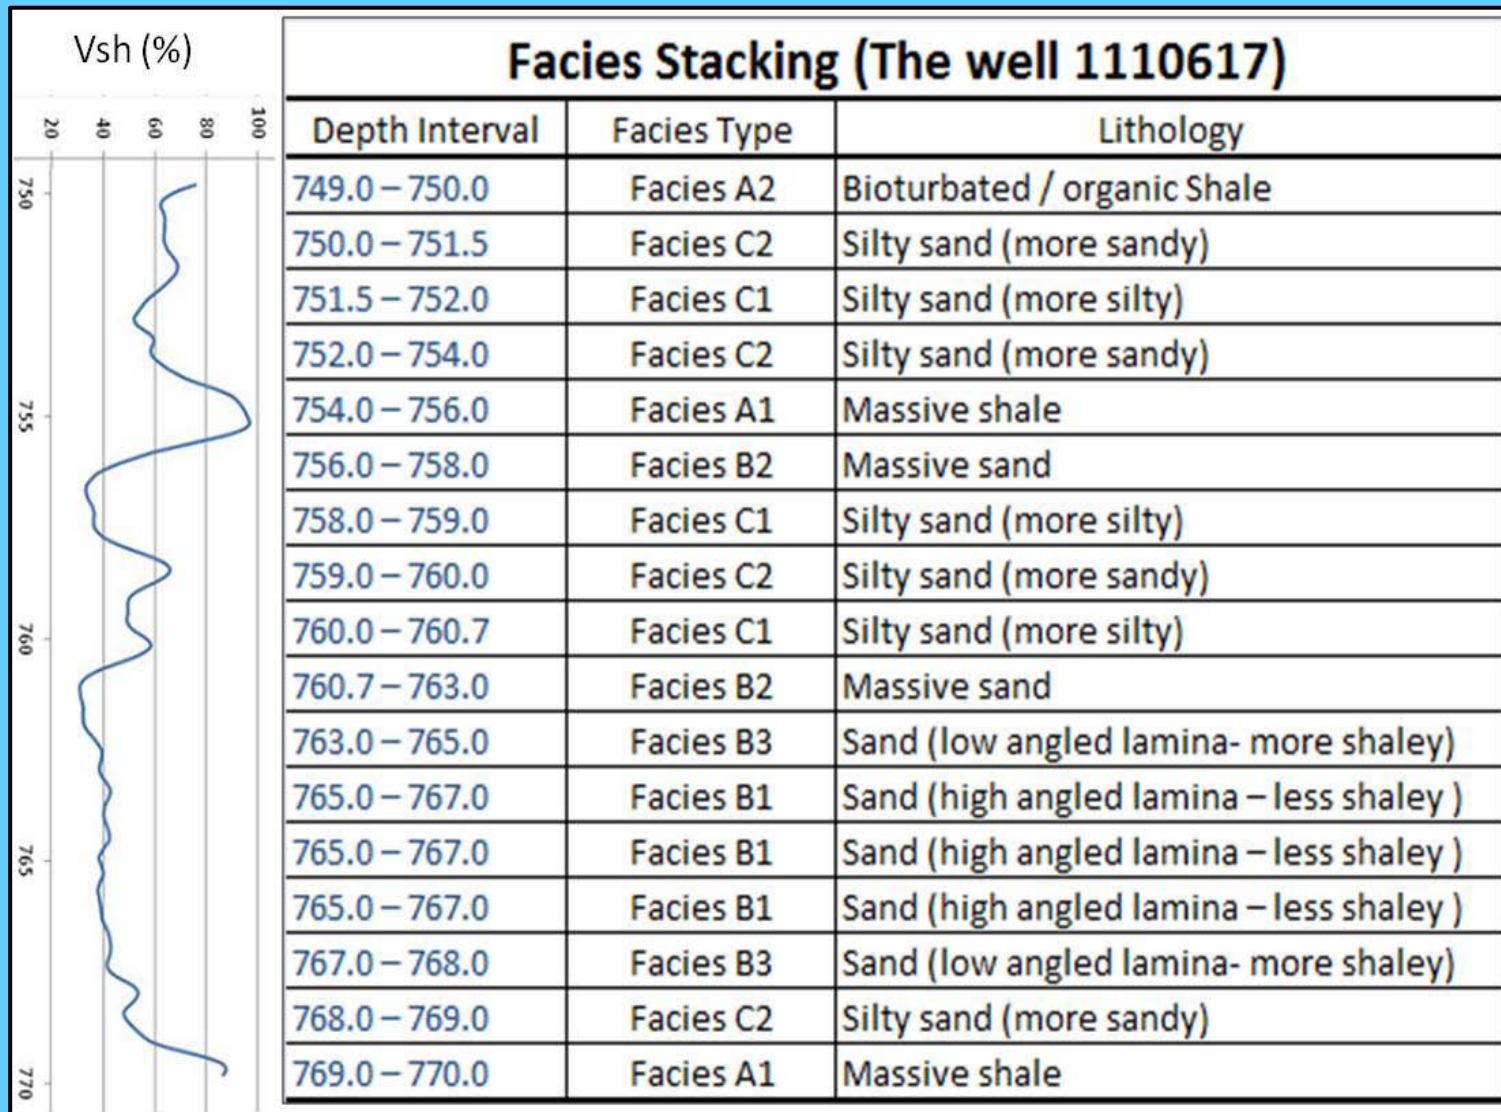 Vsh (%)
20 40 60 80 100
750
755
760
765
770
Facies Stacking (The well 1110617)
Depth Interval Facies Type Lithology
749.0 – 750.0 Facies A2 Bioturbated / organic Shale
750.0 – 751.5 Facies C2 Silty sand (more sandy)
751.5 – 752.0 Facies C1 Silty sand (more silty)
752.0 – 754.0 Facies C2 Silty sand (more sandy)
754.0 – 756.0 Facies A1 Massive shale
756.0 – 758.0 Facies B2 Massive sand
758.0 – 759.0 Facies C1 Silty sand (more silty)
759.0 – 760.0 Facies C2 Silty sand (more sandy)
760.0 – 760.7 Facies C1 Silty sand (more silty)
760.7 – 763.0 Facies B2 Massive sand
763.0 – 765.0 Facies B3 Sand (low angled lamina- more shaley)
765.0 – 767.0 Facies B1 Sand (high angled lamina – less shaley )
765.0 – 767.0 Facies B1 Sand (high angled lamina – less shaley )
765.0 – 767.0 Facies B1 Sand (high angled lamina – less shaley )
767.0 – 768.0 Facies B3 Sand (low angled lamina- more shaley)
768.0 – 769.0 Facies C2 Silty sand (more sandy)
769.0 – 770.0 Facies A1 Massive shale